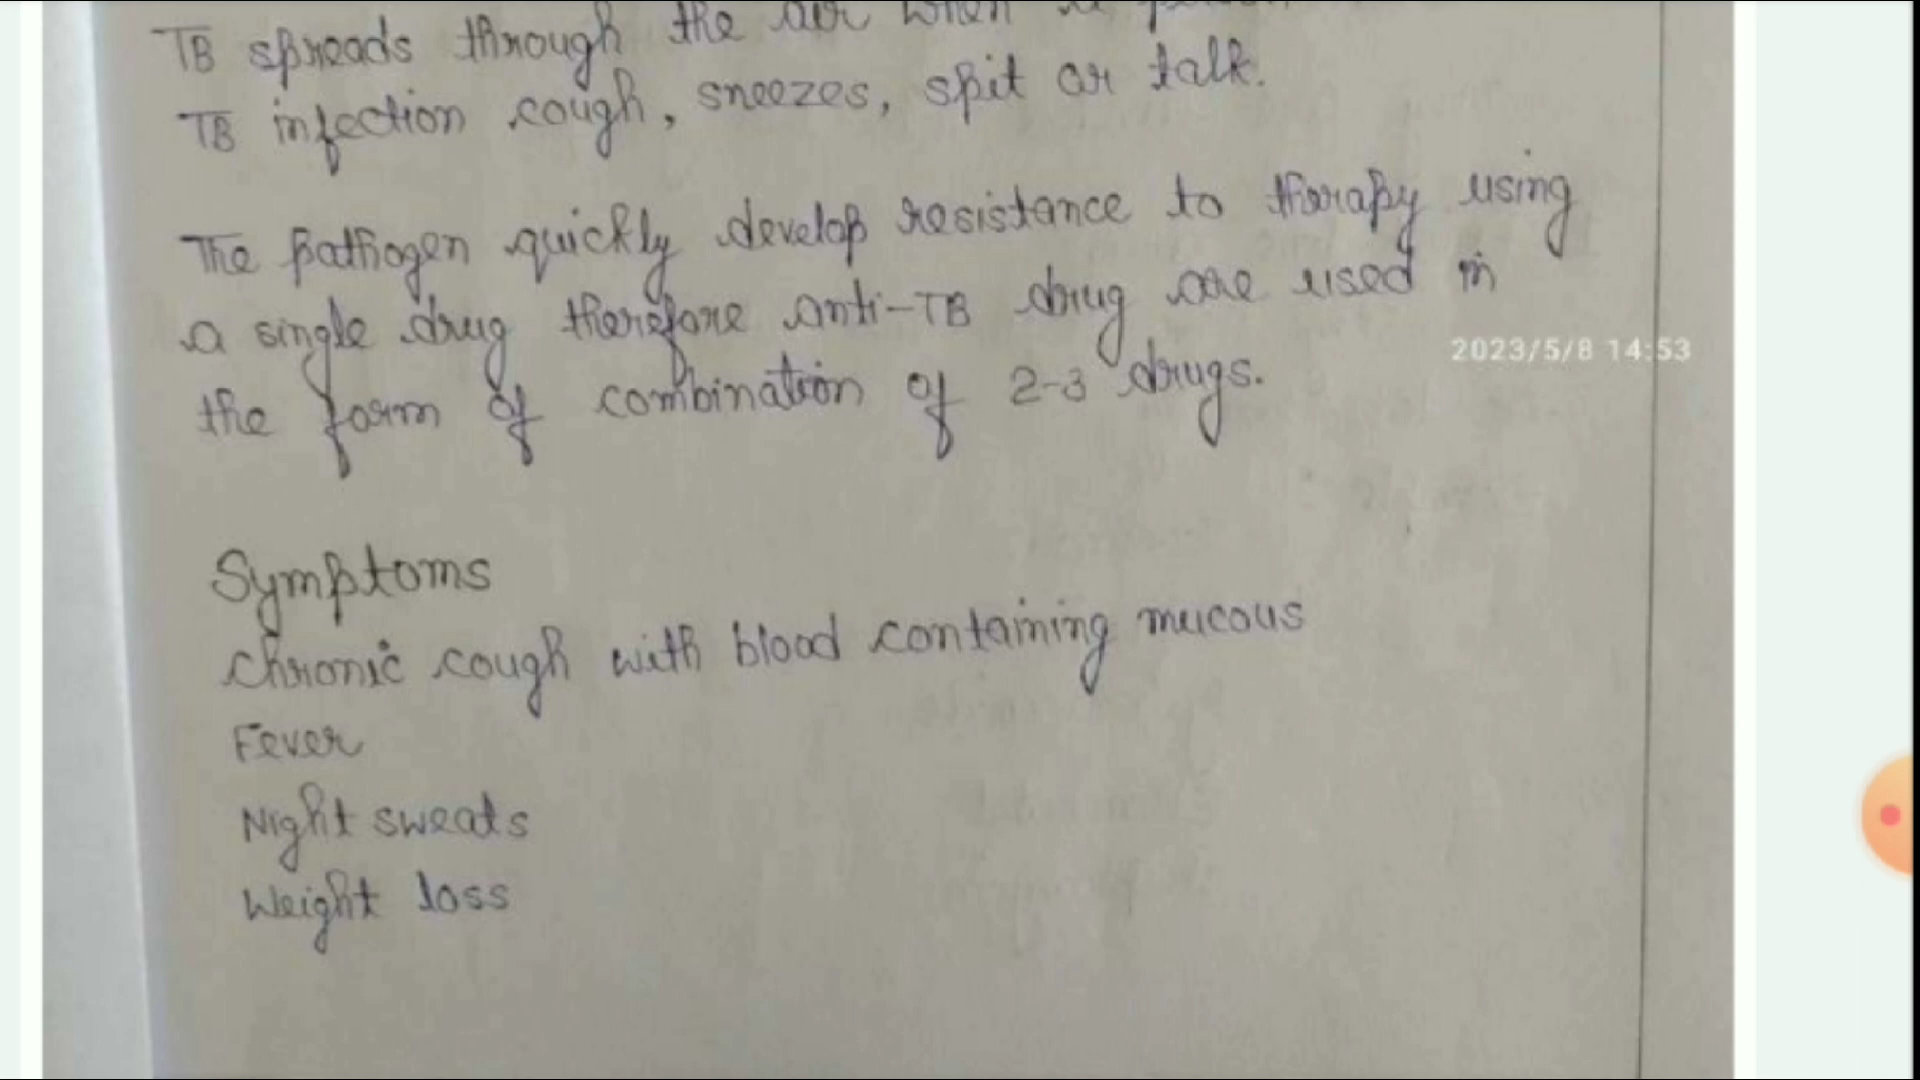 TB spreads through the air when a
TB infection cough, sneezes, spit or talk.
The pathogen quickly develop resistance to therapy using
a single drug therefore anti-TB drug are used in
2023/5/8 14:53
the form of combination of 2-3 drugs.
Symptoms
chronic cough with blood containing mucous
Fever
Night sweats
Weight loss